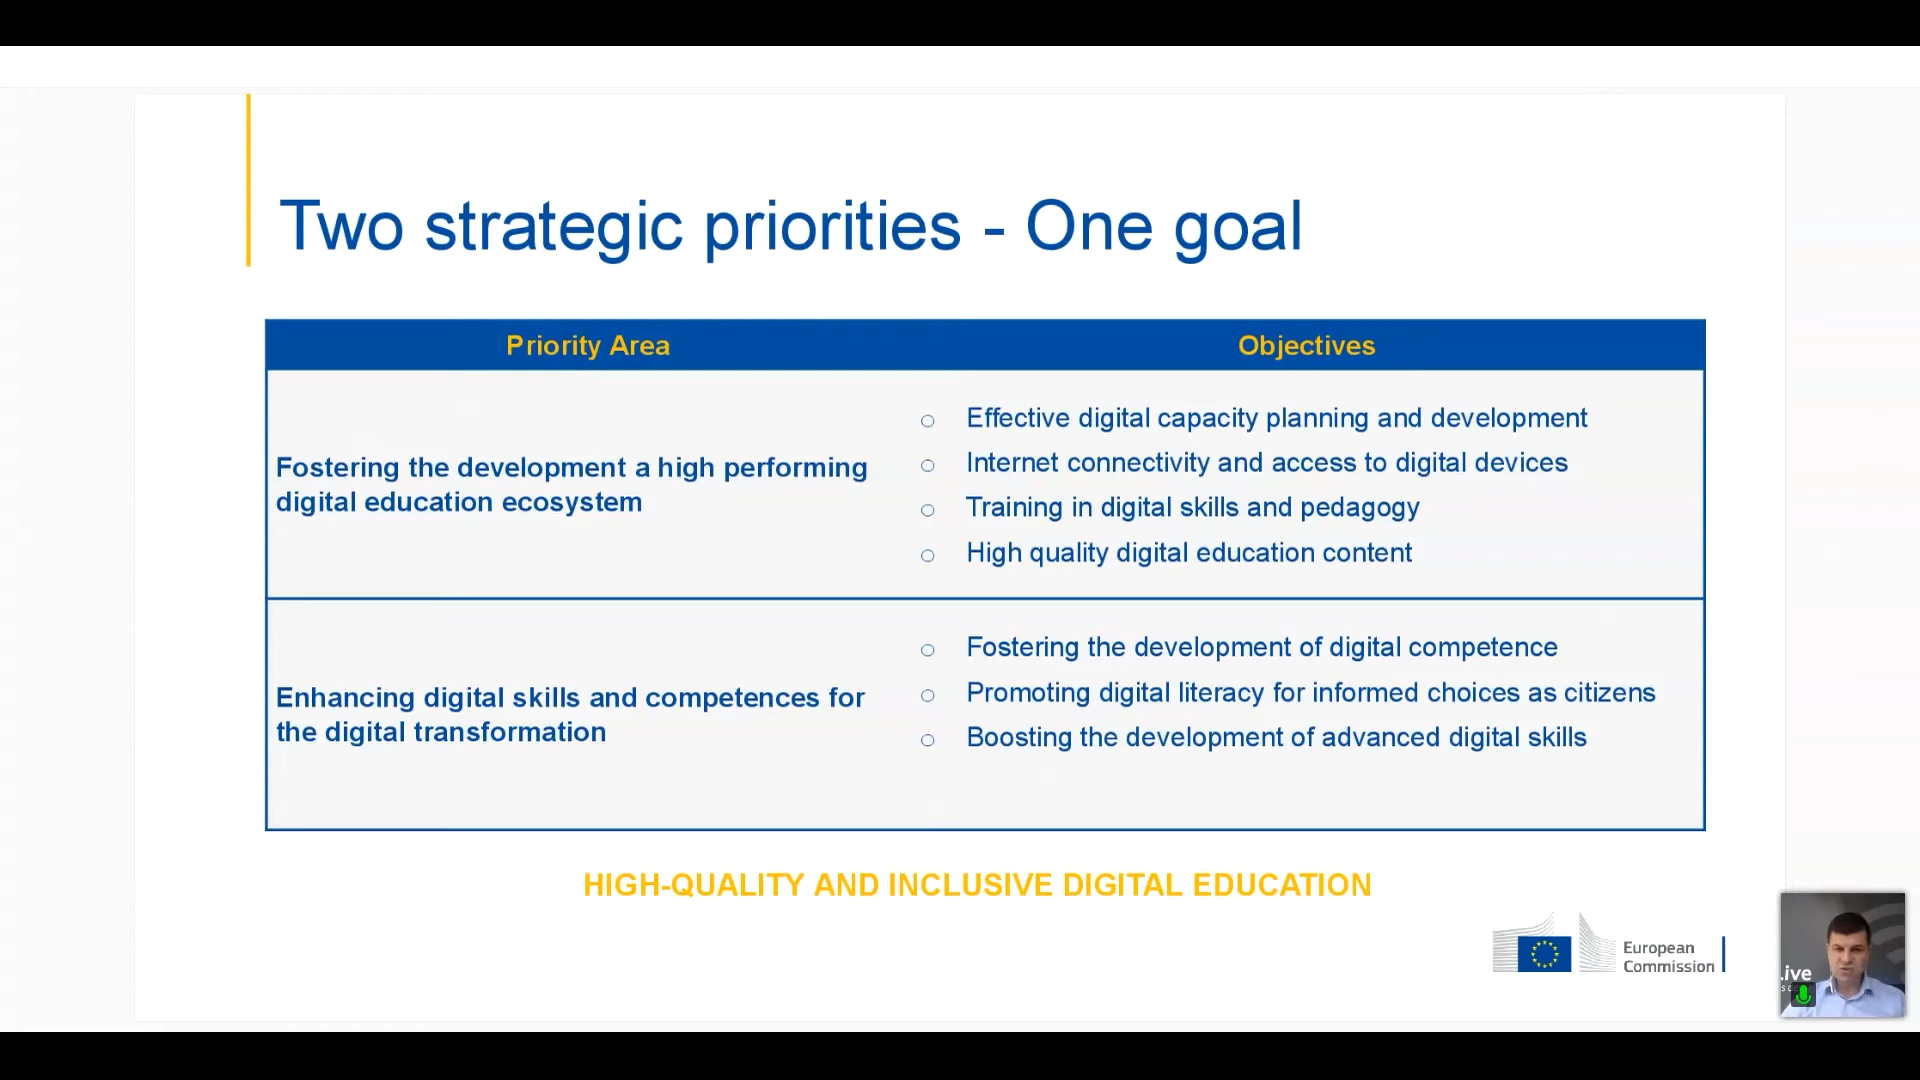 Two strategic priorities - One goal
Priority Area
Objectives
Fostering the development a high performing
digital education ecosystem
Effective digital capacity planning and development
Internet connectivity and access to digital devices
Training in digital skills and pedagogy
High quality digital education content
Enhancing digital skills and competences for
the digital transformation
Fostering the development of digital competence
Promoting digital literacy for informed choices as citizens
Boosting the development of advanced digital skills
HIGH-QUALITY AND INCLUSIVE DIGITAL EDUCATION
European
Commission